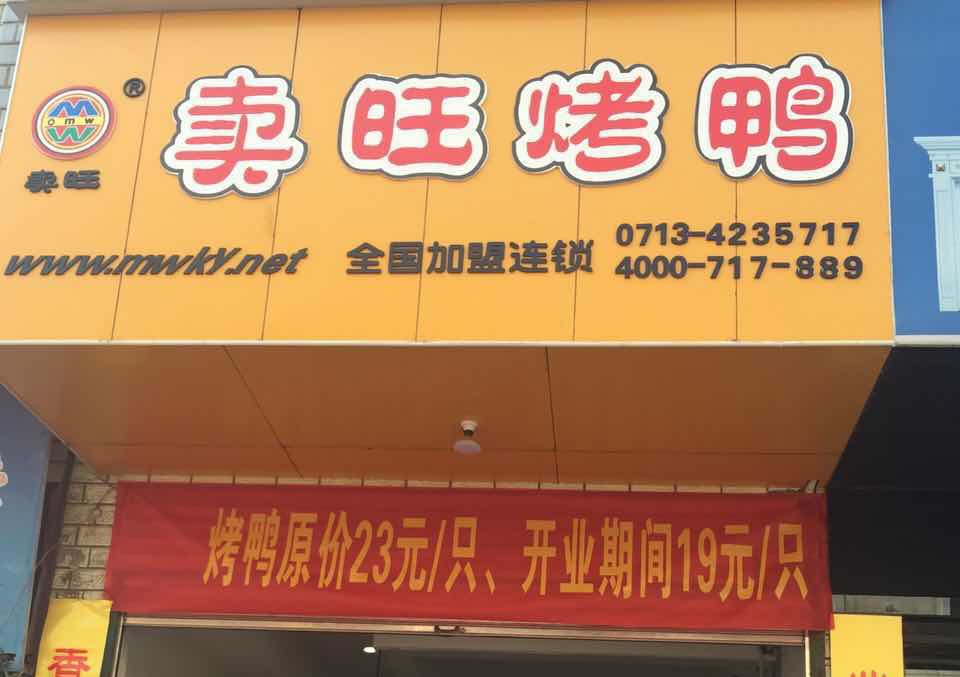 omw
®
卖旺烤鸭
卖旺
www.mwky.net
全国加盟连锁
0713-4235717
4000-717-889
烤鸭原价23元/只、开业期间19元/只
香